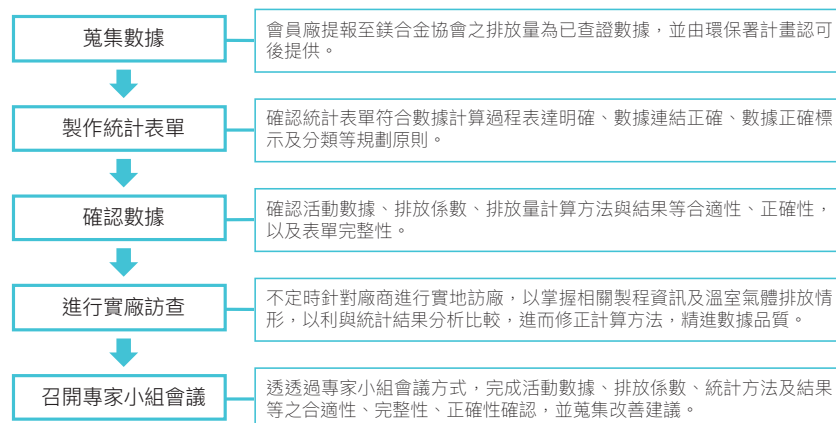 蒐集數據
會員廠提報至鎂合金協會之排放量為已查證數據，並由環保署計畫認可
後提供。
製作統計表單
確認統計表單符合數據計算過程表達明確、數據連結正確、數據正確標
示及分類等規劃原則。
確認數據
確認活動數據、排放係數、排放量計算方法與結果等合適性、正確性，
以及表單完整性。
進行實廠訪查
不定時針對廠商進行實地訪廠，以掌握相關製程資訊及溫室氣體排放情
形，以利與統計結果分析比較，進而修正計算方法，精進數據品質。
召開專家小組會議
透透過專家小組會議方式，完成活動數據、排放係數、統計方法及結果
等之合適性、完整性、正確性確認，並蒐集改善建議。